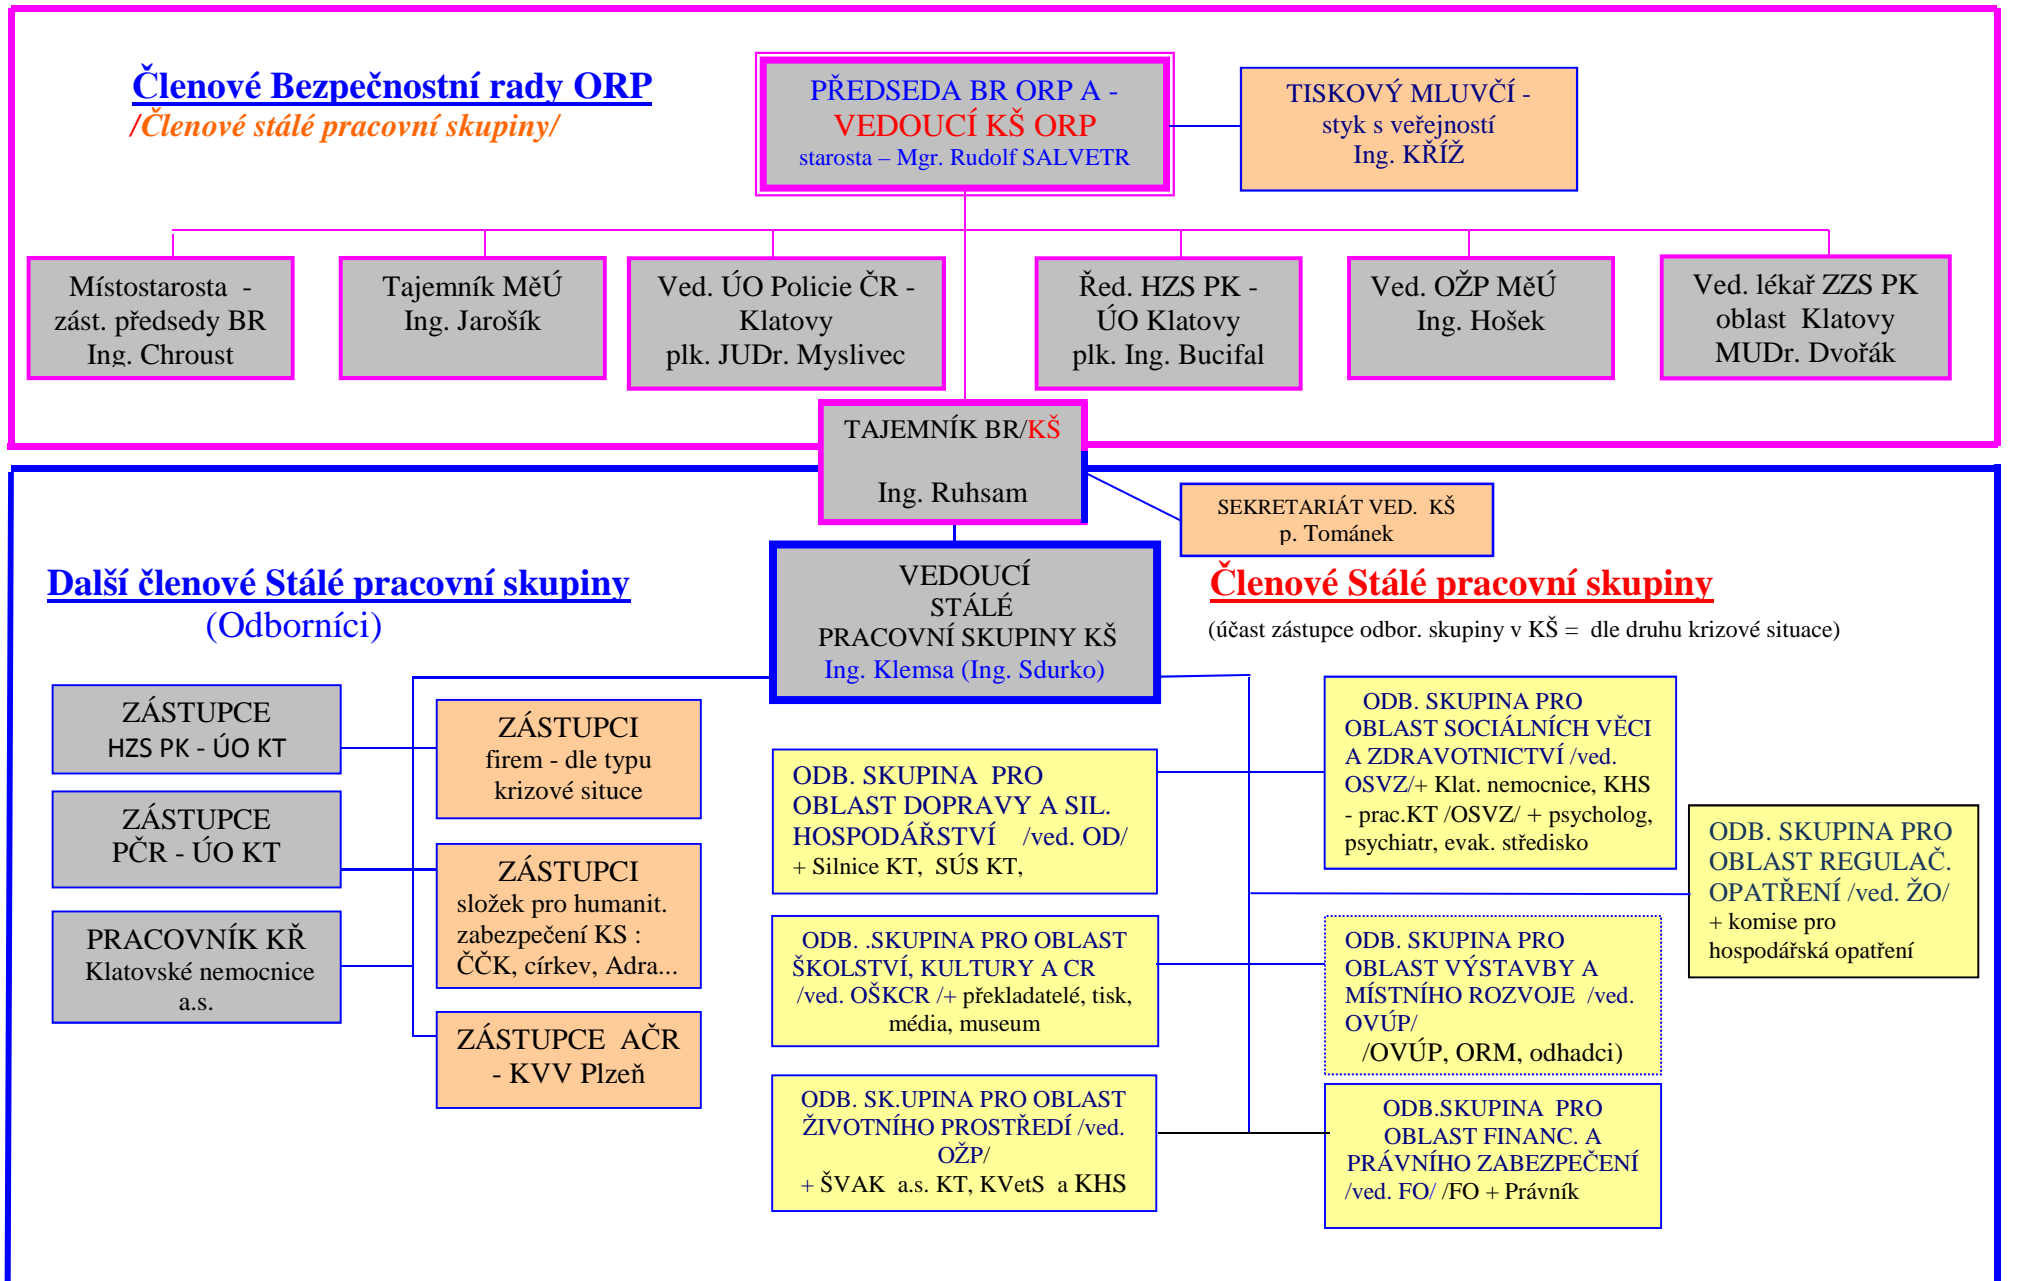 Členové Bezpečnostní rady ORP
/Členové stálé pracovní skupiny/
PŘEDSEDA BR ORP A -
VEDOUCÍ KŠ ORP
starosta – Mgr. Rudolf SALVETR
TISKOVÝ MLUVČÍ -
styk s veřejností
Ing. KŘÍŽ
Místostarosta -
zást. předsedy BR
Ing. Chroust
Tajemník MěÚ
Ing. Jarošík
Ved. ÚO Policie ČR -
Klatovy
plk. JUDr. Myslivec
Řed. HZS PK -
ÚO Klatovy
plk. Ing. Bucifal
Ved. OŽP MěÚ
Ing. Hošek
Ved. lékař ZZS PK
oblast Klatovy
MUDr. Dvořák
TAJEMNÍK BR/KŠ
Ing. Ruhsam
SEKRETARIÁT VED. KŠ
p. Tománek
Další členové Stálé pracovní skupiny
(Odborníci)
VEDOUCÍ
STÁLÉ
PRACOVNÍ SKUPINY KŠ
Ing. Klemsa (Ing. Sdurko)
Členové Stálé pracovní skupiny
(účast zástupce odbor. skupiny v KŠ = dle druhu krizové situace)
ZÁSTUPCE
HZS PK - ÚO KT
ZÁSTUPCE
PČR - ÚO KT
PRACOVNÍK KŘ
Klatovské nemocnice
a.s.
ZÁSTUPCI
firem - dle typu
krizové situce
ZÁSTUPCI
složek pro humanit.
zabezpečení KS :
ČČK, církev, Adra...
ZÁSTUPCE AČR
- KVV Plzeň
ODB. SKUPINA PRO
OBLAST DOPRAVY A SIL.
HOSPODÁŘSTVÍ /ved. OD/
+ Silnice KT, SÚS KT,
ODB. .SKUPINA PRO OBLAST
ŠKOLSTVÍ, KULTURY A CR
/ved. OŠKCR /+ překladatelé, tisk,
média, museum
ODB. SK.UPINA PRO OBLAST
ŽIVOTNÍHO PROSTŘEDÍ /ved.
OŽP/
+ ŠVAK a.s. KT, KVetS a KHS
ODB. SKUPINA PRO
OBLAST SOCIÁLNÍCH VĚCI
A ZDRAVOTNICTVÍ /ved.
OSVZ/+ Klat. nemocnice, KHS
- prac.KT /OSVZ/ + psycholog,
psychiatr, evak. středisko
ODB. SKUPINA PRO
OBLAST VÝSTAVBY A
MÍSTNÍHO ROZVOJE /ved.
OVÚP/
/OVÚP, ORM, odhadci)
ODB.SKUPINA PRO
OBLAST FINANC. A
PRÁVNÍHO ZABEZPEČENÍ
/ved. FO/ /FO + Právník
ODB. SKUPINA PRO
OBLAST REGULAČ.
OPATŘENÍ /ved. ŽO/
+ komise pro
hospodářská opatření